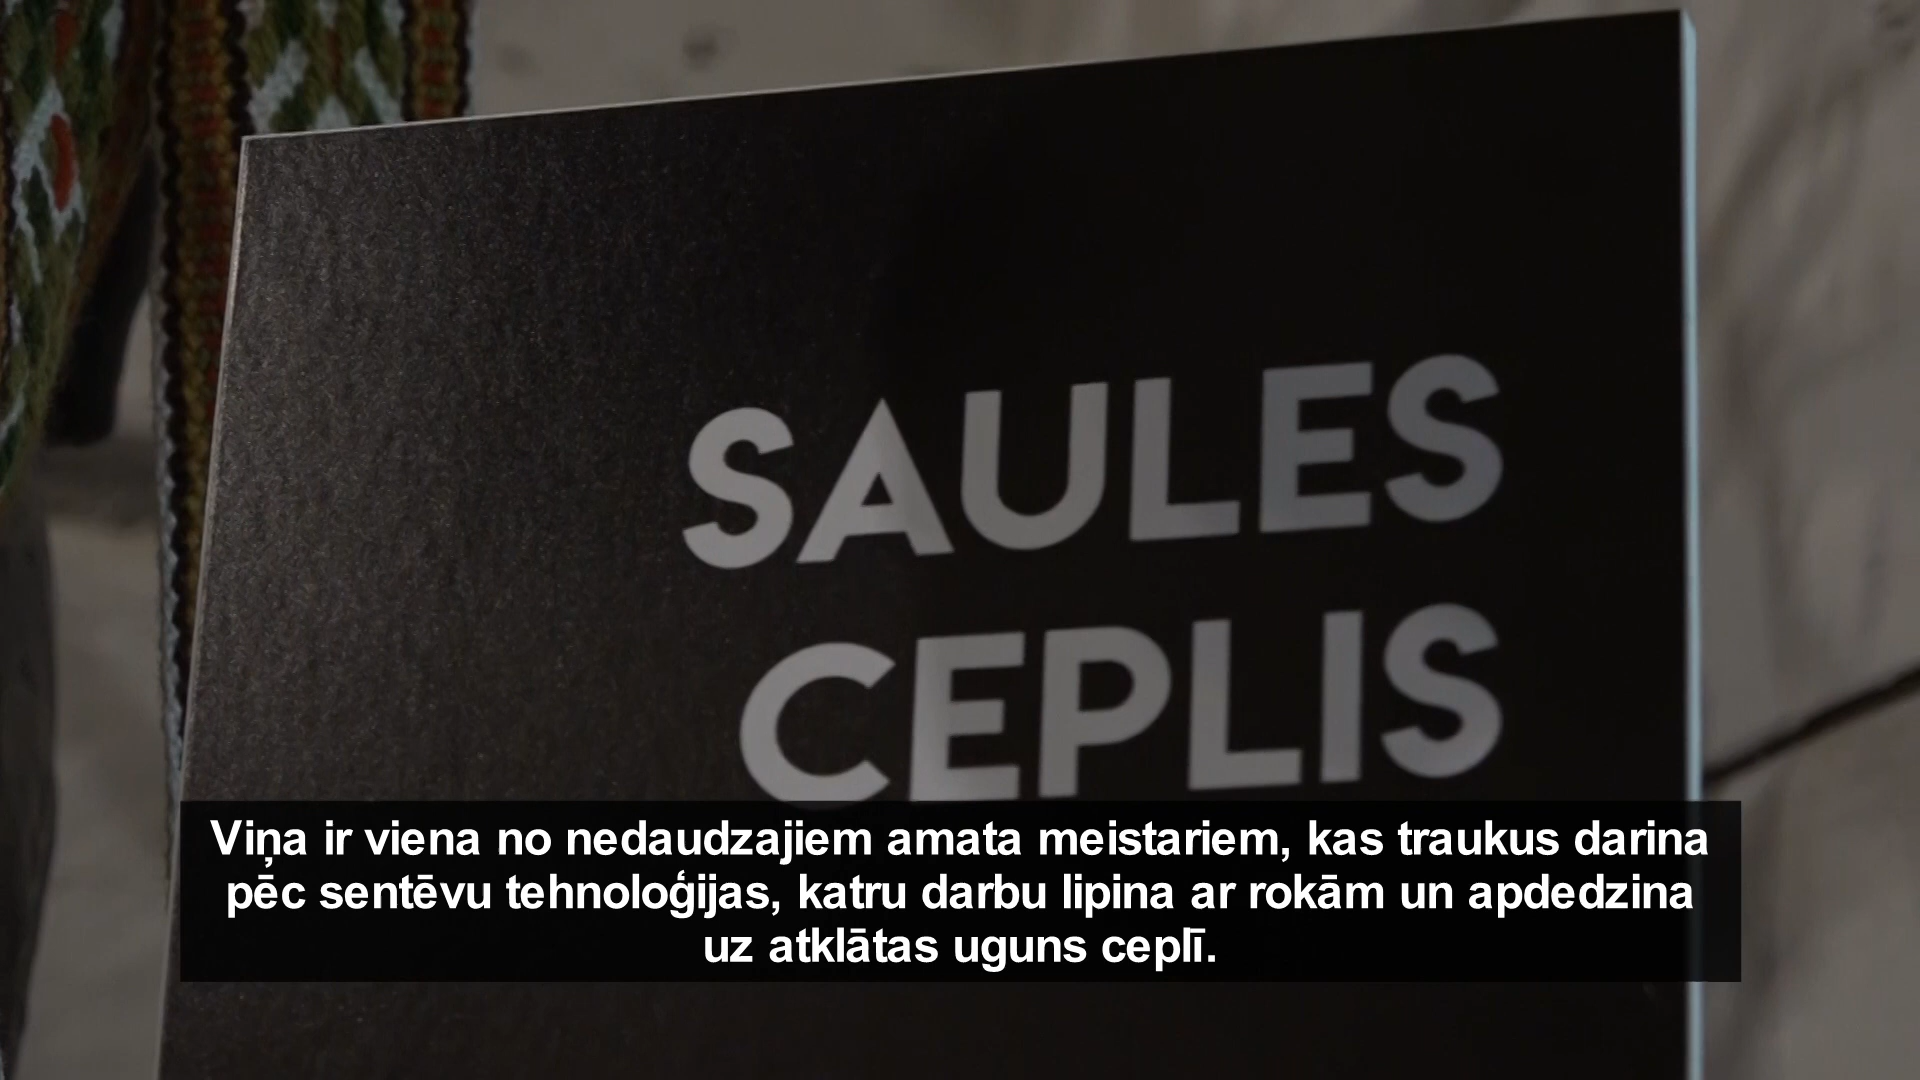 SAULES
CEPLIS
Viņa ir viena no nedaudzajiem amata meistariem, kas traukus darina
pēc sentēvu tehnoloģijas, katru darbu lipina ar rokām un apdedzina
uz atklātas uguns ceplī.